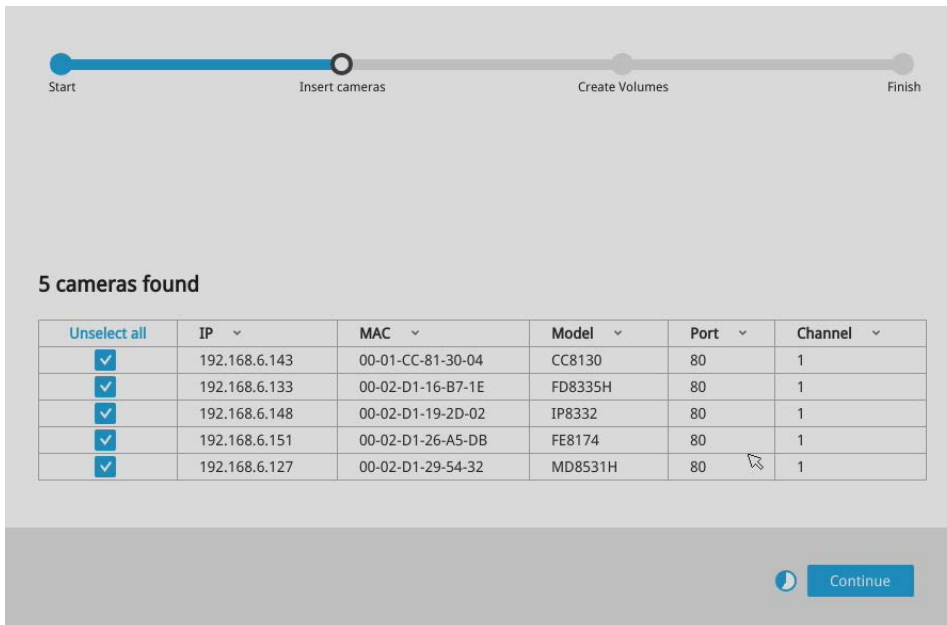 Start Insert cameras Create Volumes Finish
5 cameras found
Unselect all IP MAC Model Port Channel
192.168.6.143 00-01-CC-81-30-04 CC8130 80 1
192.168.6.133 00-02-D1-16-B7-1E FD8335H 80 1
192.168.6.148 00-02-D1-19-2D-02 IP8332 80 1
192.168.6.151 00-02-D1-26-A5-DB FE8174 80 1
192.168.6.127 00-02-D1-29-54-32 MD8531H 80 1
Continue